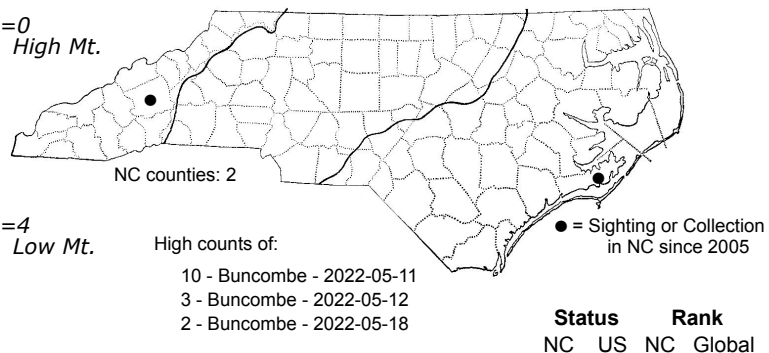 =0
High Mt.
NC counties: 2
=4
Low Mt.
High counts of:
10 - Buncombe - 2022-05-11
3 - Buncombe - 2022-05-12
2 - Buncombe - 2022-05-18
● = Sighting or Collection
in NC since 2005
Status Rank
NC US NC Global